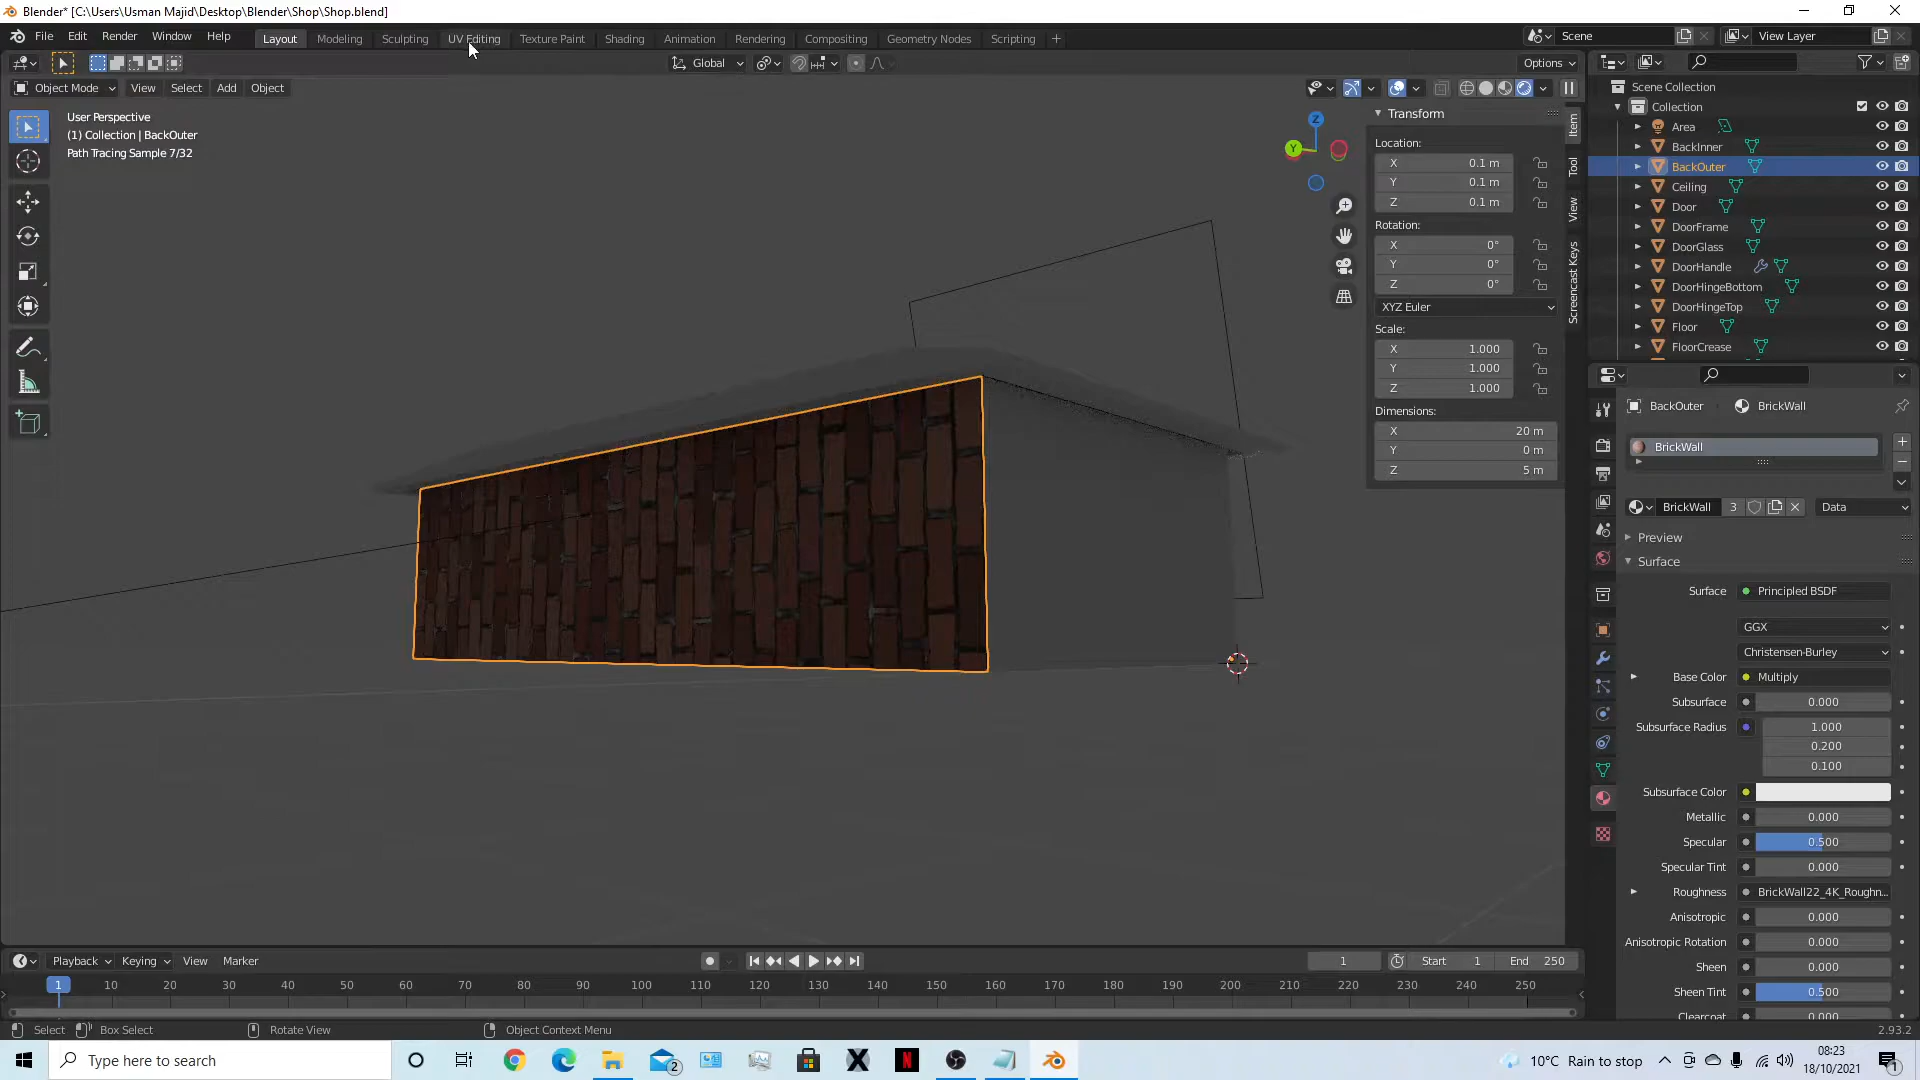 Blender* [C:\Users\Usman Majid\Desktop\Blender\Shop\Shop.blend]
File Edit Render Window Help Layout Modeling Sculpting UV Editing Texture Paint Shading Animation Rendering Compositing Geometry Nodes Scripting + Scene View Layer
Global Options
Object Mode View Select Add Object
User Perspective
(1) Collection | BackOuter
Path Tracing Sample 7/32
Z
Y
Transform
Location:
X 0.1 m
Y 0.1 m
Z 0.1 m
Rotation:
X 0°
Y 0°
Z 0°
XYZ Euler
Scale:
X 1.000
Y 1.000
Z 1.000
Dimensions:
X 20 m
Y 0 m
Z 5 m
Item
Tool
View
Screencast Keys
Scene Collection
Collection
Area
BackInner
BackOuter
Ceiling
Door
DoorFrame
DoorGlass
DoorHandle
DoorHingeBottom
DoorHingeTop
Floor
FloorCrease
BackOuter BrickWall
BrickWall
BrickWall 3 Data
Preview
Surface
Surface Principled BSDF
GGX
Christensen-Burley
Base Color Multiply
Subsurface 0.000
Subsurface Radius 1.000
0.200
0.100
Subsurface Color
Metallic 0.000
Specular 0.500
Specular Tint 0.000
Roughness BrickWall22_4K_Roughn...
Anisotropic 0.000
Anisotropic Rotation 0.000
Sheen 0.000
Sheen Tint 0.500
Clearcoat 0.000
Playback Keying View Marker 1 Start 1 End 250
1 10 20 30 40 50 60 70 80 90 100 110 120 130 140 150 160 170 180 190 200 210 220 230 240 250
Select Box Select Rotate View Object Context Menu 2.93.2
Type here to search 2 10°C Rain to stop 08:23
18/10/2021 1